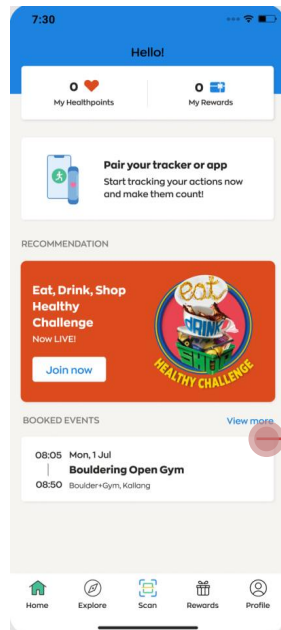 7:30
Hello!
0
My Healthpoints
0
My Rewards
Pair your tracker or app
Start tracking your actions now
and make them count!
RECOMMENDATION
Eat, Drink, Shop
Healthy
Challenge
Now LIVE!
Join now
eat
DRINK
SHOP
HEALTHY CHALLENGE
BOOKED EVENTS
View more
08:05 Mon, 1 Jul
Bouldering Open Gym
08:50 Boulder+Gym, Kallang
Home
Explore
Scan
Rewards
Profile